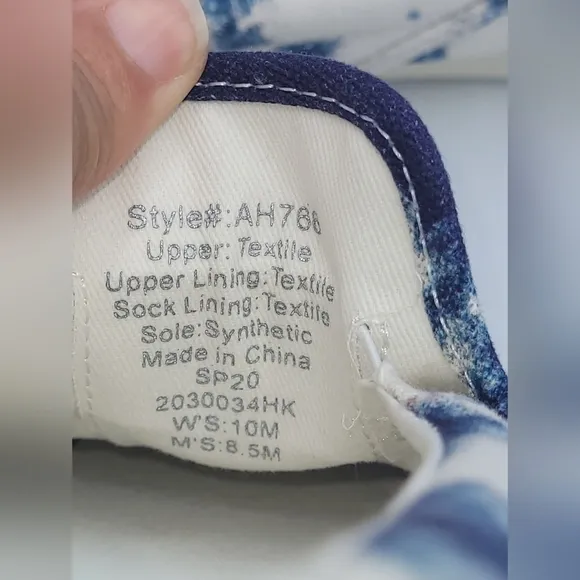 Style#:AH766
Upper: Textile
Upper Lining:Textile
Sock Lining:Textile
Sole:Synthetic
Made in China
SP20
2030034HK
W'S:10M
M'S:8.5M